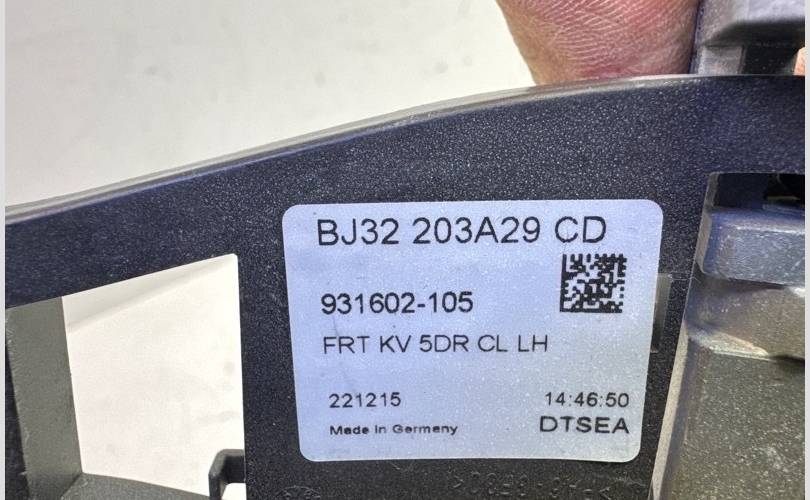 BJ32 203A29 CD
931602-105
FRT KV 5DR CL LH
221215 14:46:50
Made in Germany DTSEA